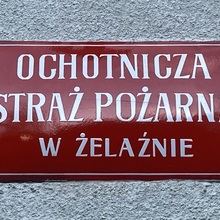 OCHOTNICZA
STRAŻ POŻARNA
W ŻELAŹNIE